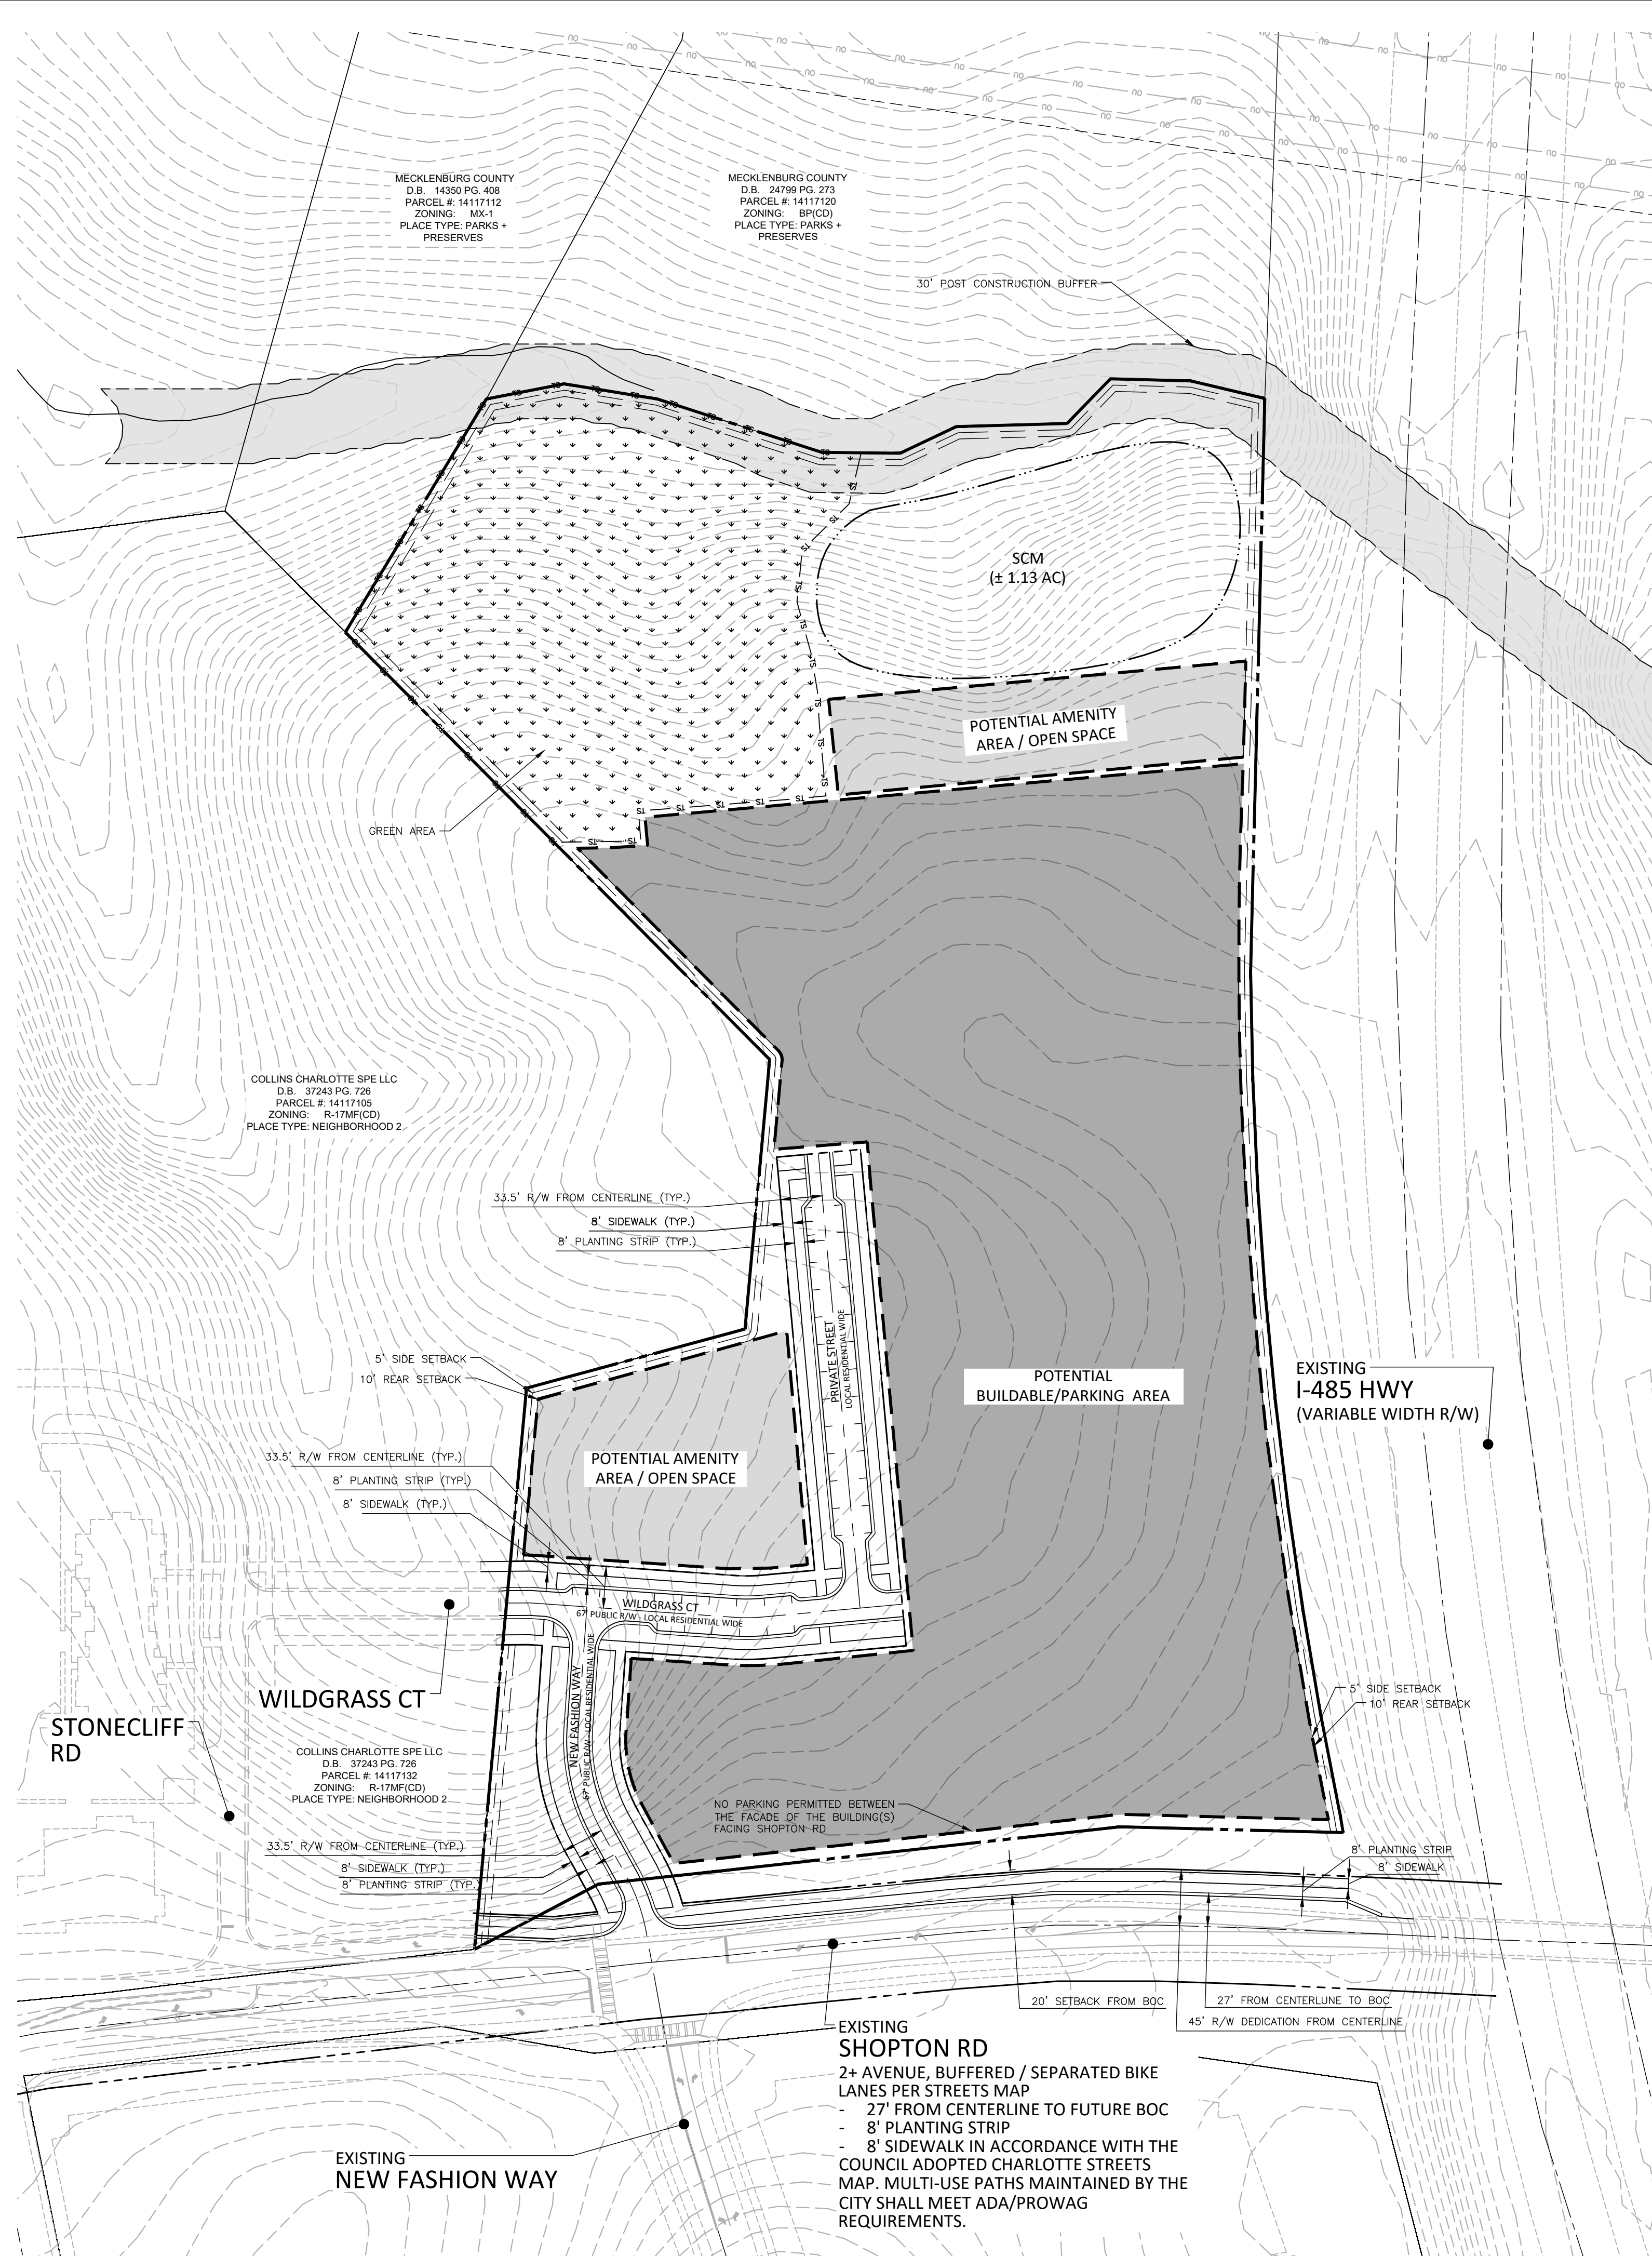 MECKLENBURG COUNTY
D.B. 14350 PG. 408
PARCEL #: 14117112
ZONING: MX-1
PLACE TYPE: PARKS +
PRESERVES
MECKLENBURG COUNTY
D.B. 24799 PG. 273
PARCEL #: 14117120
ZONING: BP(CD)
PLACE TYPE: PARKS +
PRESERVES
30' POST CONSTRUCTION BUFFER
SCM
(± 1.13 AC)
POTENTIAL AMENITY
AREA / OPEN SPACE
GREEN AREA
COLLINS CHARLOTTE SPE LLC
D.B. 37243 PG. 726
PARCEL #: 14117105
ZONING: R-17MF(CD)
PLACE TYPE: NEIGHBORHOOD 2
33.5' R/W FROM CENTERLINE (TYP.)
8' SIDEWALK (TYP.)
8' PLANTING STRIP (TYP.)
PRIVATE STREET
LOCAL RESIDENTIAL WIDE
5' SIDE SETBACK
10' REAR SETBACK
POTENTIAL
BUILDABLE/PARKING AREA
EXISTING
I-485 HWY
(VARIABLE WIDTH R/W)
POTENTIAL AMENITY
AREA / OPEN SPACE
33.5' R/W FROM CENTERLINE (TYP.)
8' PLANTING STRIP (TYP.)
8' SIDEWALK (TYP.)
WILDGRASS CT
67' PUBLIC R/W - LOCAL RESIDENTIAL WIDE
NEW FASHION WAY
67' PUBLIC R/W - LOCAL RESIDENTIAL WIDE
WILDGRASS CT
STONECLIFF
RD
5' SIDE SETBACK
10' REAR SETBACK
COLLINS CHARLOTTE SPE LLC
D.B. 37243 PG. 726
PARCEL #: 14117132
ZONING: R-17MF(CD)
PLACE TYPE: NEIGHBORHOOD 2
NO PARKING PERMITTED BETWEEN
THE FACADE OF THE BUILDING(S)
FACING SHOPTON RD
33.5' R/W FROM CENTERLINE (TYP.)
8' SIDEWALK (TYP.)
8' PLANTING STRIP (TYP.)
8' PLANTING STRIP
8' SIDEWALK
20' SETBACK FROM BOC
27' FROM CENTERLUNE TO BOC
45' R/W DEDICATION FROM CENTERLINE
EXISTING
SHOPTON RD
2+ AVENUE, BUFFERED / SEPARATED BIKE
LANES PER STREETS MAP
- 27' FROM CENTERLINE TO FUTURE BOC
- 8' PLANTING STRIP
- 8' SIDEWALK IN ACCORDANCE WITH THE
COUNCIL ADOPTED CHARLOTTE STREETS
MAP. MULTI-USE PATHS MAINTAINED BY THE
CITY SHALL MEET ADA/PROWAG
REQUIREMENTS.
EXISTING
NEW FASHION WAY